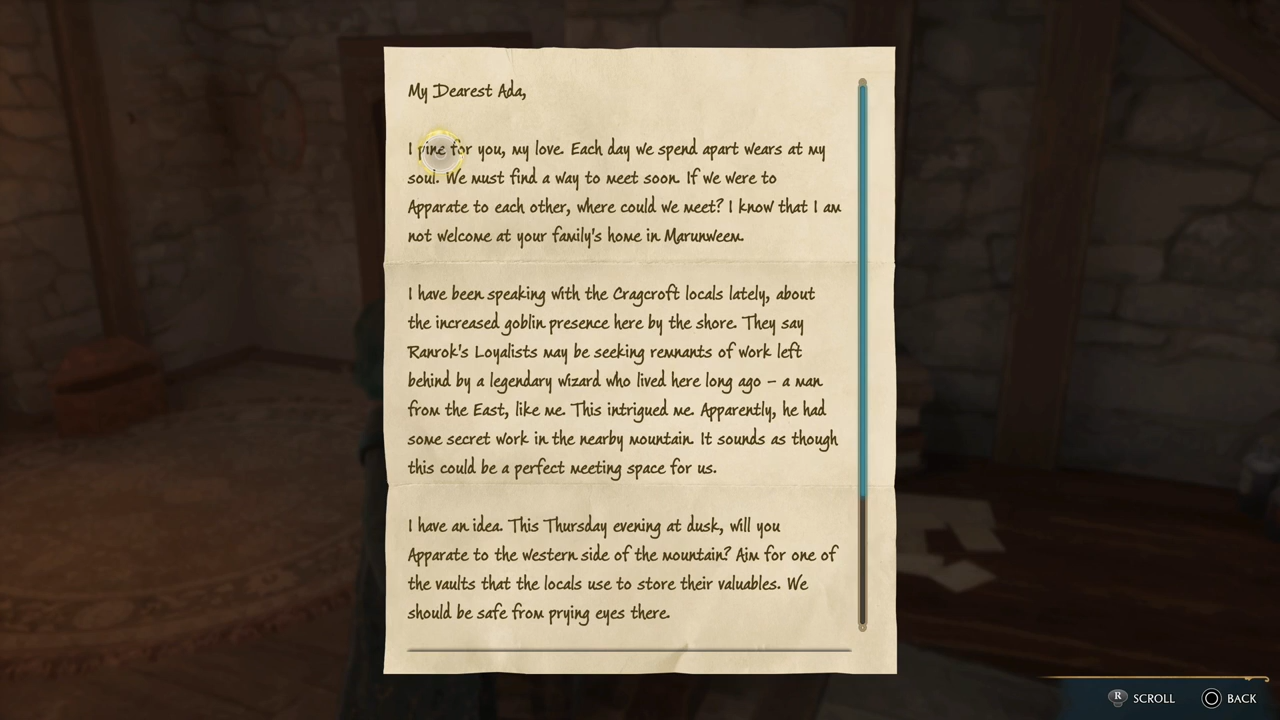 My Dearest Ada,
I pine for you, my love. Each day we spend apart wears at my
soul. We must find a way to meet soon. If we were to
Apparate to each other, where could we meet? I know that I am
not welcome at your family's home in Marunweem.
I have been speaking with the Cragcroft locals lately, about
the increased goblin presence here by the shore. They say
Ranrok's Loyalists may be seeking remnants of work left
behind by a legendary wizard who lived here long ago – a man
from the East, like me. This intrigued me. Apparently, he had
some secret work in the nearby mountain. It sounds as though
this could be a perfect meeting space for us.
I have an idea. This Thursday evening at dusk, will you
Apparate to the western side of the mountain? Aim for one of
the vaults that the locals use to store their valuables. We
should be safe from prying eyes there.
R SCROLL BACK